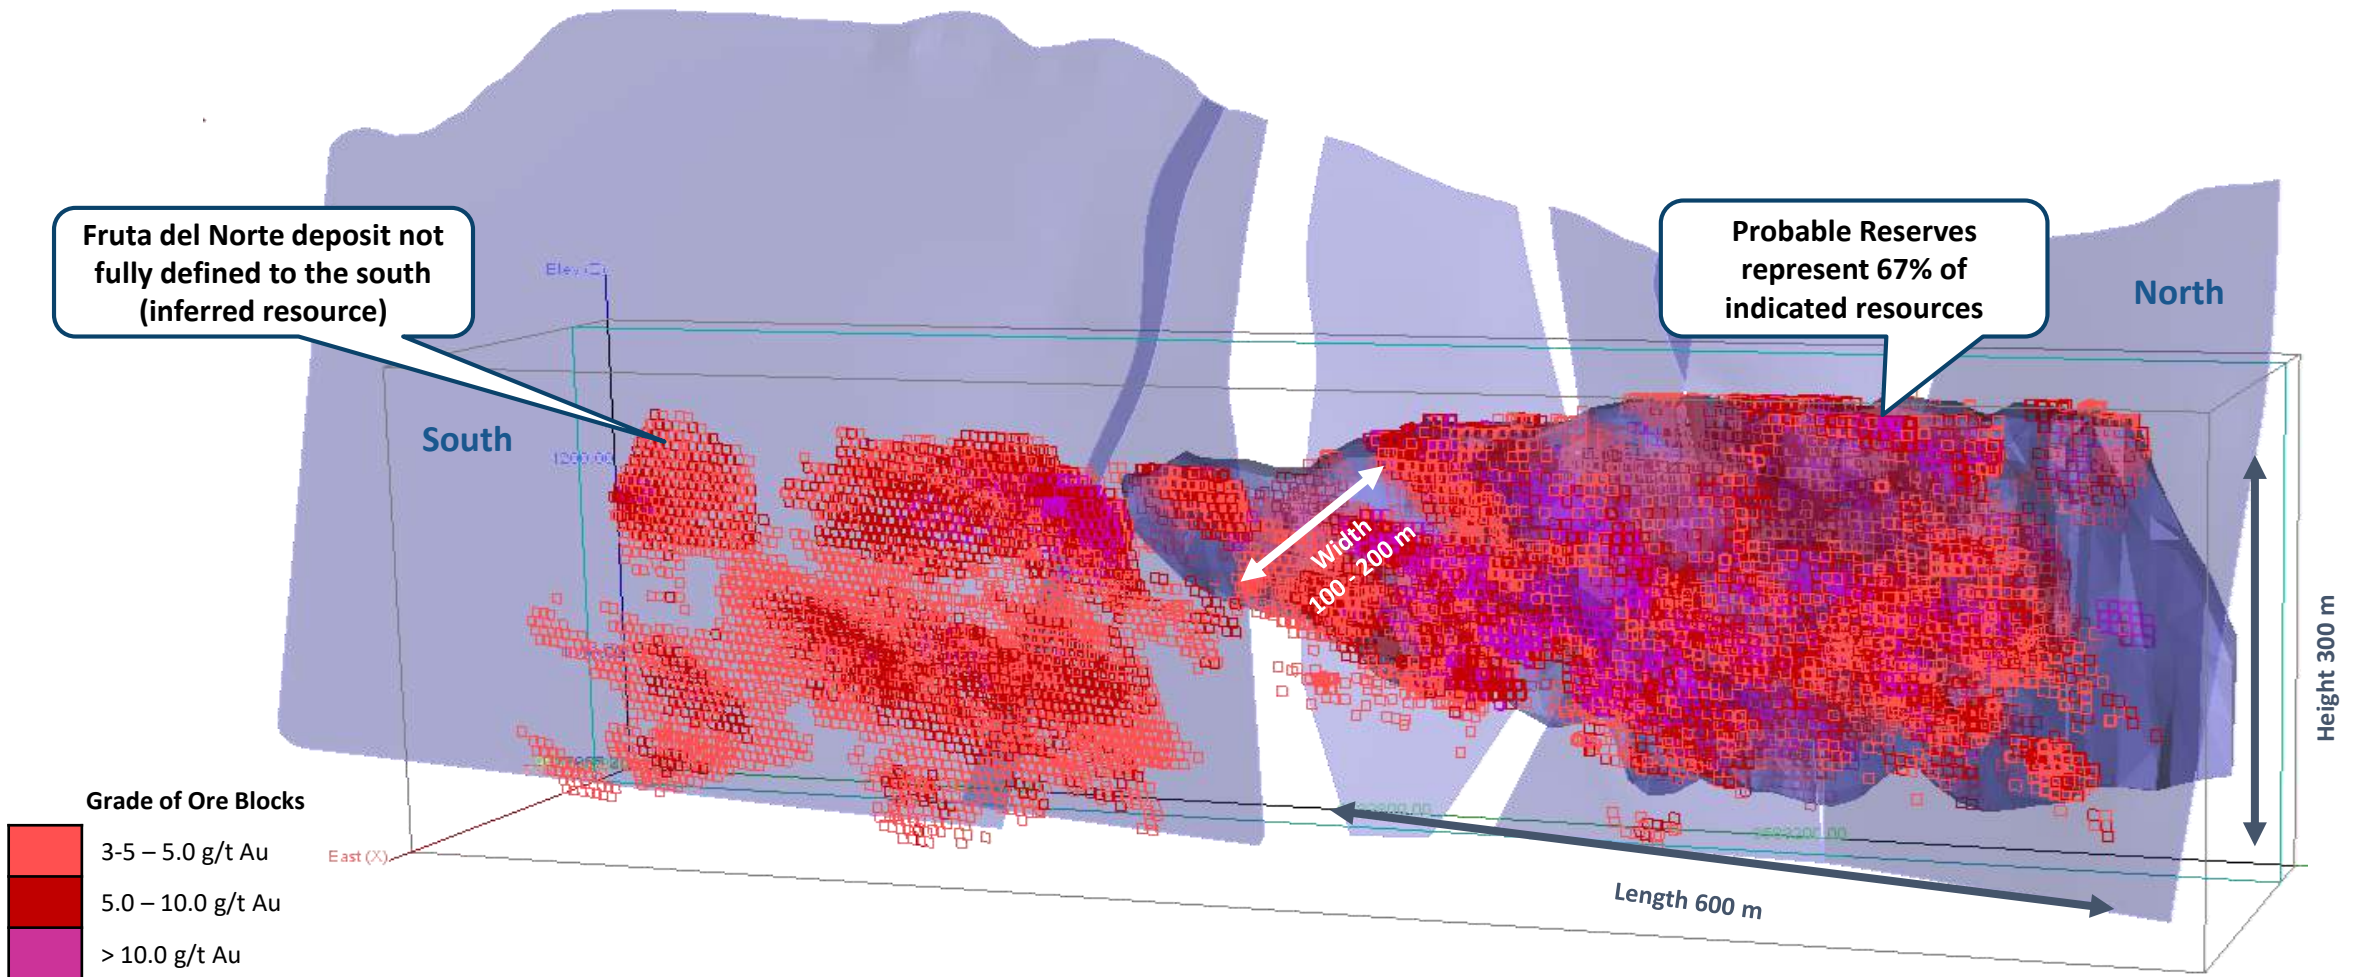 Fruta del Norte deposit not
fully defined to the south
(inferred resource)
Probable Reserves
represent 67% of
indicated resources
North
South
Width
100 - 200 m
Height 300 m
Length 600 m
East (X)
1200.00
Grade of Ore Blocks
3-5 – 5.0 g/t Au
5.0 – 10.0 g/t Au
> 10.0 g/t Au